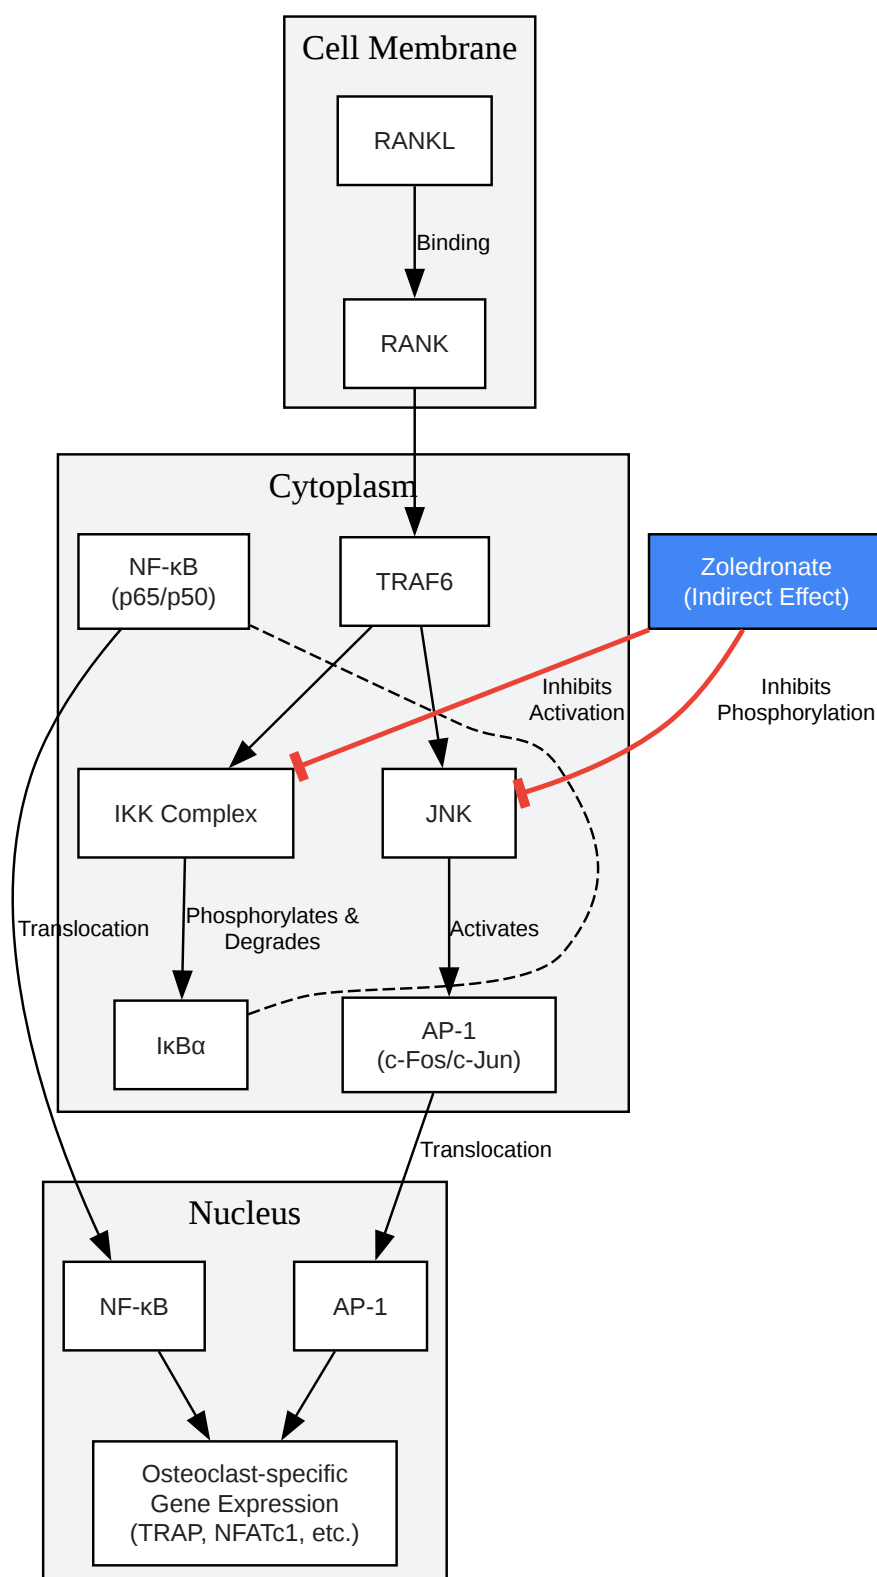 Cell Membrane
RANKL
Binding
RANK
Cytoplasm
NF-κB
(p65/p50)
TRAF6
Zoledronate
(Indirect Effect)
Inhibits
Activation
Inhibits
Phosphorylation
IKK Complex
JNK
Translocation
Phosphorylates &
Degrades
Activates
IκBα
AP-1
(c-Fos/c-Jun)
Translocation
Nucleus
NF-κB
AP-1
Osteoclast-specific
Gene Expression
(TRAP, NFATc1, etc.)